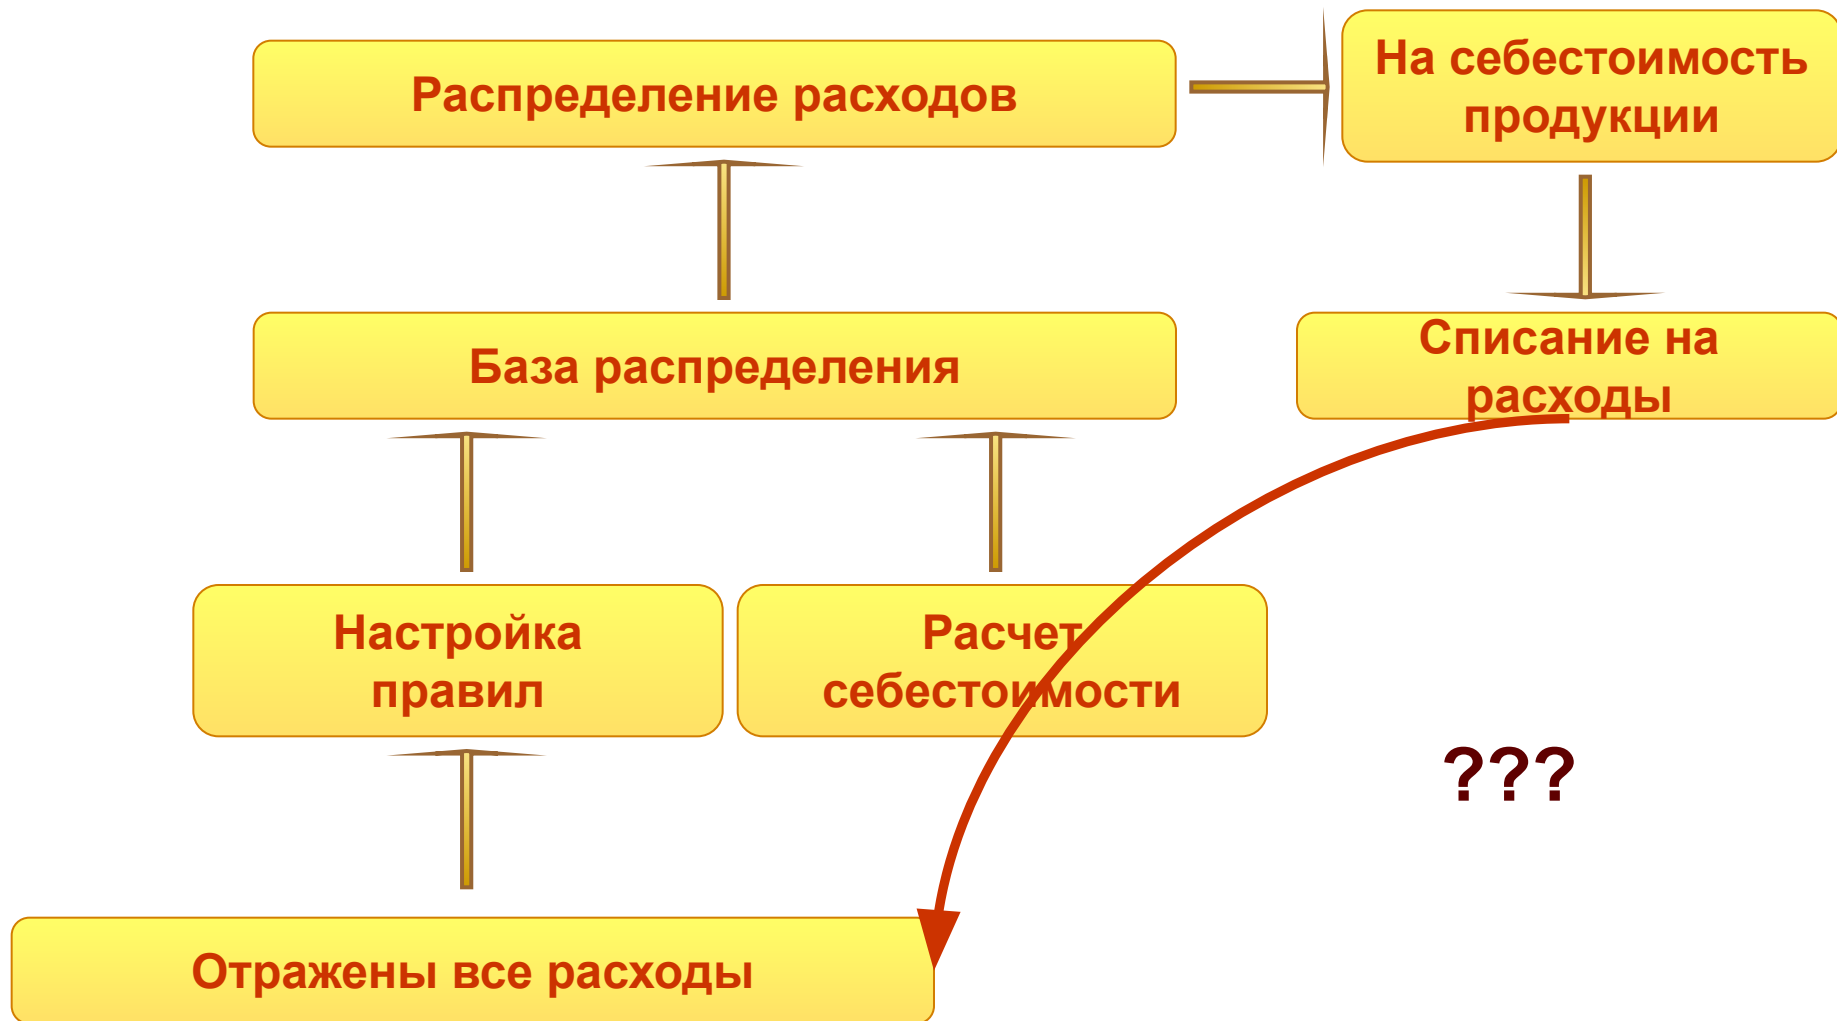 Распределение расходов
На себестоимость
продукции
База распределения
Списание на
расходы
Настройка
правил
Расчет
себестоимости
???
Отражены все расходы